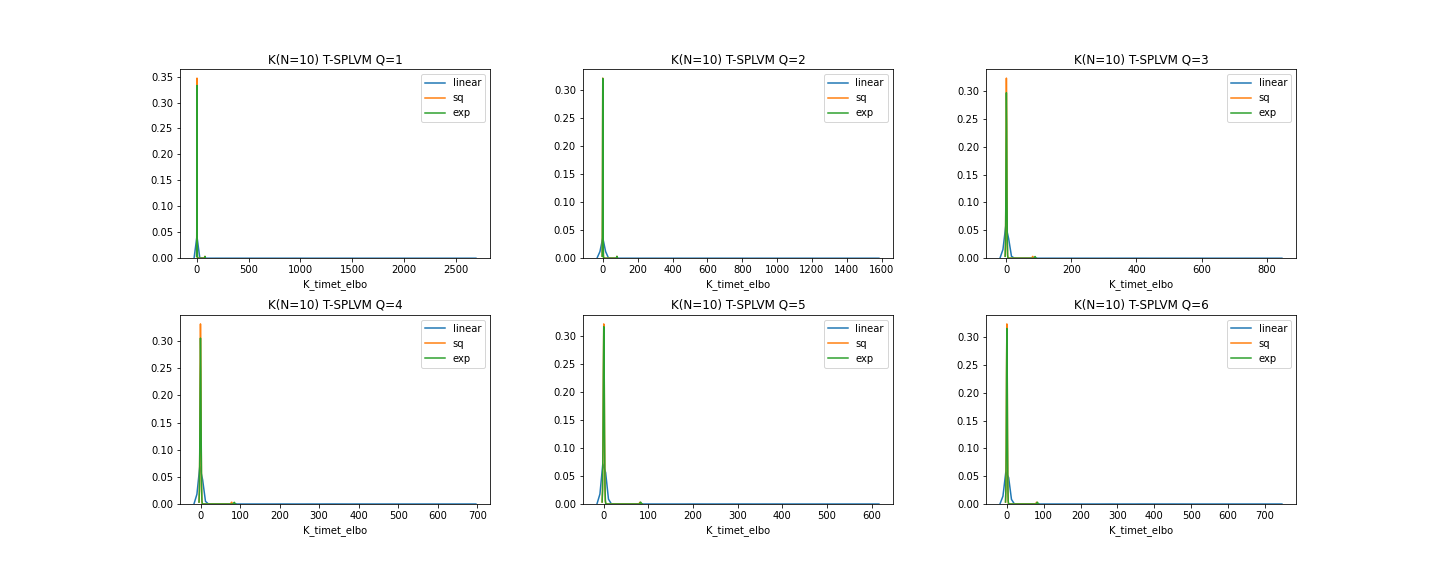 K(N=10) T-SPLVM Q=1
0.35
0.30
0.25
0.20
0.15
0.10
0.05
0.00
0 500 1000 1500 2000 2500
K_timet_elbo
linear
sq
exp
K(N=10) T-SPLVM Q=2
0.30
0.25
0.20
0.15
0.10
0.05
0.00
0 200 400 600 800 1000 1200 1400 1600
K_timet_elbo
linear
sq
exp
K(N=10) T-SPLVM Q=3
0.30
0.25
0.20
0.15
0.10
0.05
0.00
0 200 400 600 800
K_timet_elbo
linear
sq
exp
K(N=10) T-SPLVM Q=4
0.30
0.25
0.20
0.15
0.10
0.05
0.00
0 100 200 300 400 500 600 700
K_timet_elbo
linear
sq
exp
K(N=10) T-SPLVM Q=5
0.30
0.25
0.20
0.15
0.10
0.05
0.00
0 100 200 300 400 500 600
K_timet_elbo
linear
sq
exp
K(N=10) T-SPLVM Q=6
0.30
0.25
0.20
0.15
0.10
0.05
0.00
0 100 200 300 400 500 600 700
K_timet_elbo
linear
sq
exp